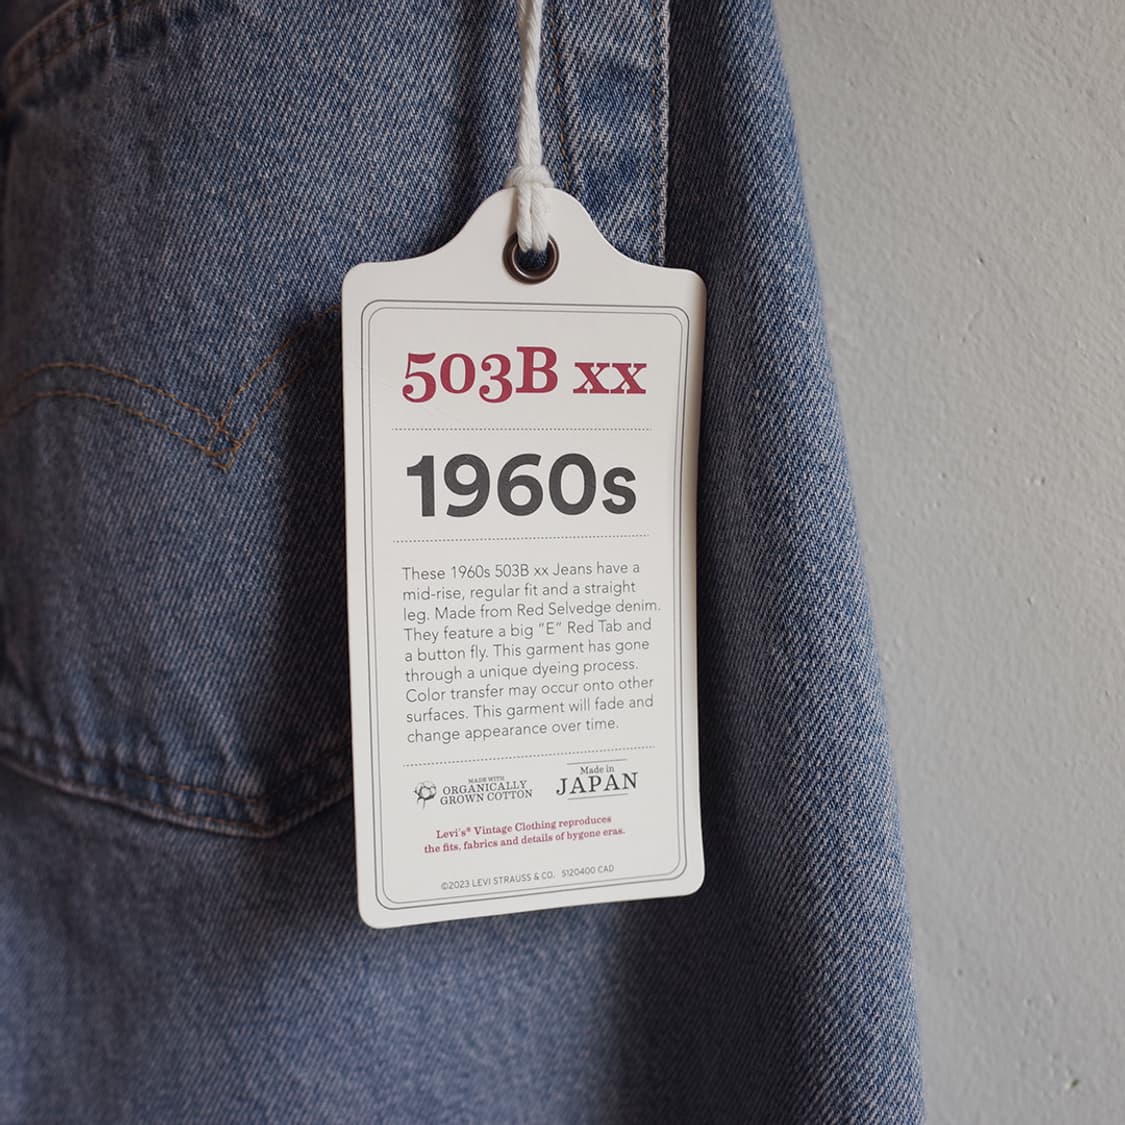 503B xx
1960s
These 1960s 503B xx Jeans have a
mid-rise, regular fit and a straight
leg. Made from Red Selvedge denim.
They feature a big "E" Red Tab and
a button fly. This garment has gone
through a unique dyeing process.
Color transfer may occur onto other
surfaces. This garment will fade and
change appearance over time.
MADE WITH
ORGANICALLY
GROWN COTTON
Made in
JAPAN
Levi's® Vintage Clothing reproduces
the fits, fabrics and details of bygone eras.
©2023 LEVI STRAUSS & CO. S120400 CAD